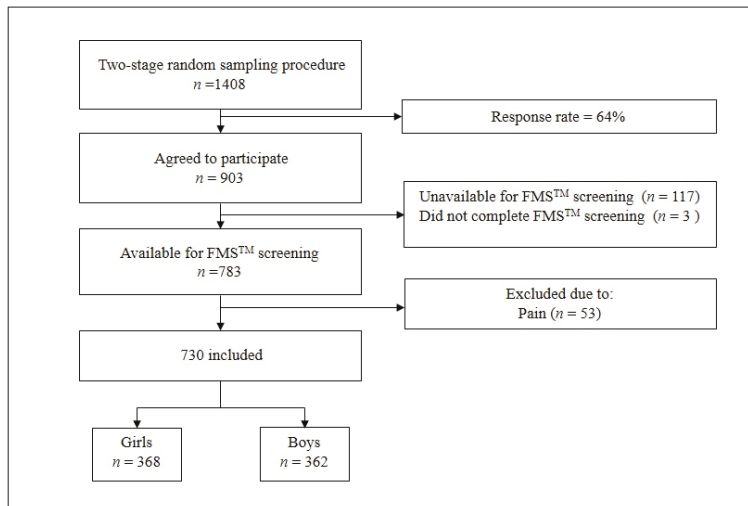 Two-stage random sampling procedure
n =1408
Response rate = 64%
Agreed to participate
n = 903
Unavailable for FMS™ screening (n = 117)
Did not complete FMS™ screening (n = 3 )
Available for FMS™ screening
n =783
Excluded due to:
Pain (n = 53)
730 included
Girls
n = 368
Boys
n = 362